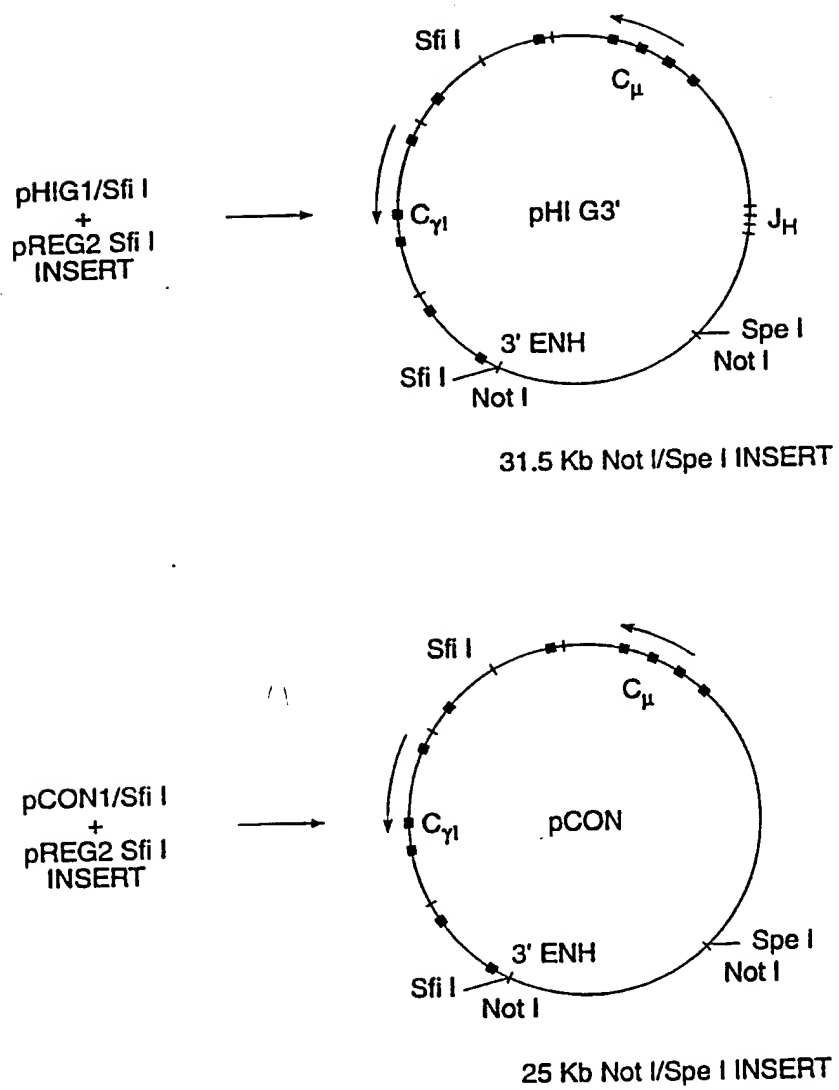 Sfi I
Cμ
pHIG1/Sfi I
+
pREG2 Sfi I
INSERT
CγI
pHI G3'
JH
3' ENH
Spe I
Sfi I
Not I
Not I
31.5 Kb Not I/Spe I INSERT
Sfi I
Cμ
pCON1/Sfi I
+
pREG2 Sfi I
INSERT
CγI
pCON
3' ENH
Spe I
Sfi I
Not I
Not I
25 Kb Not I/Spe I INSERT